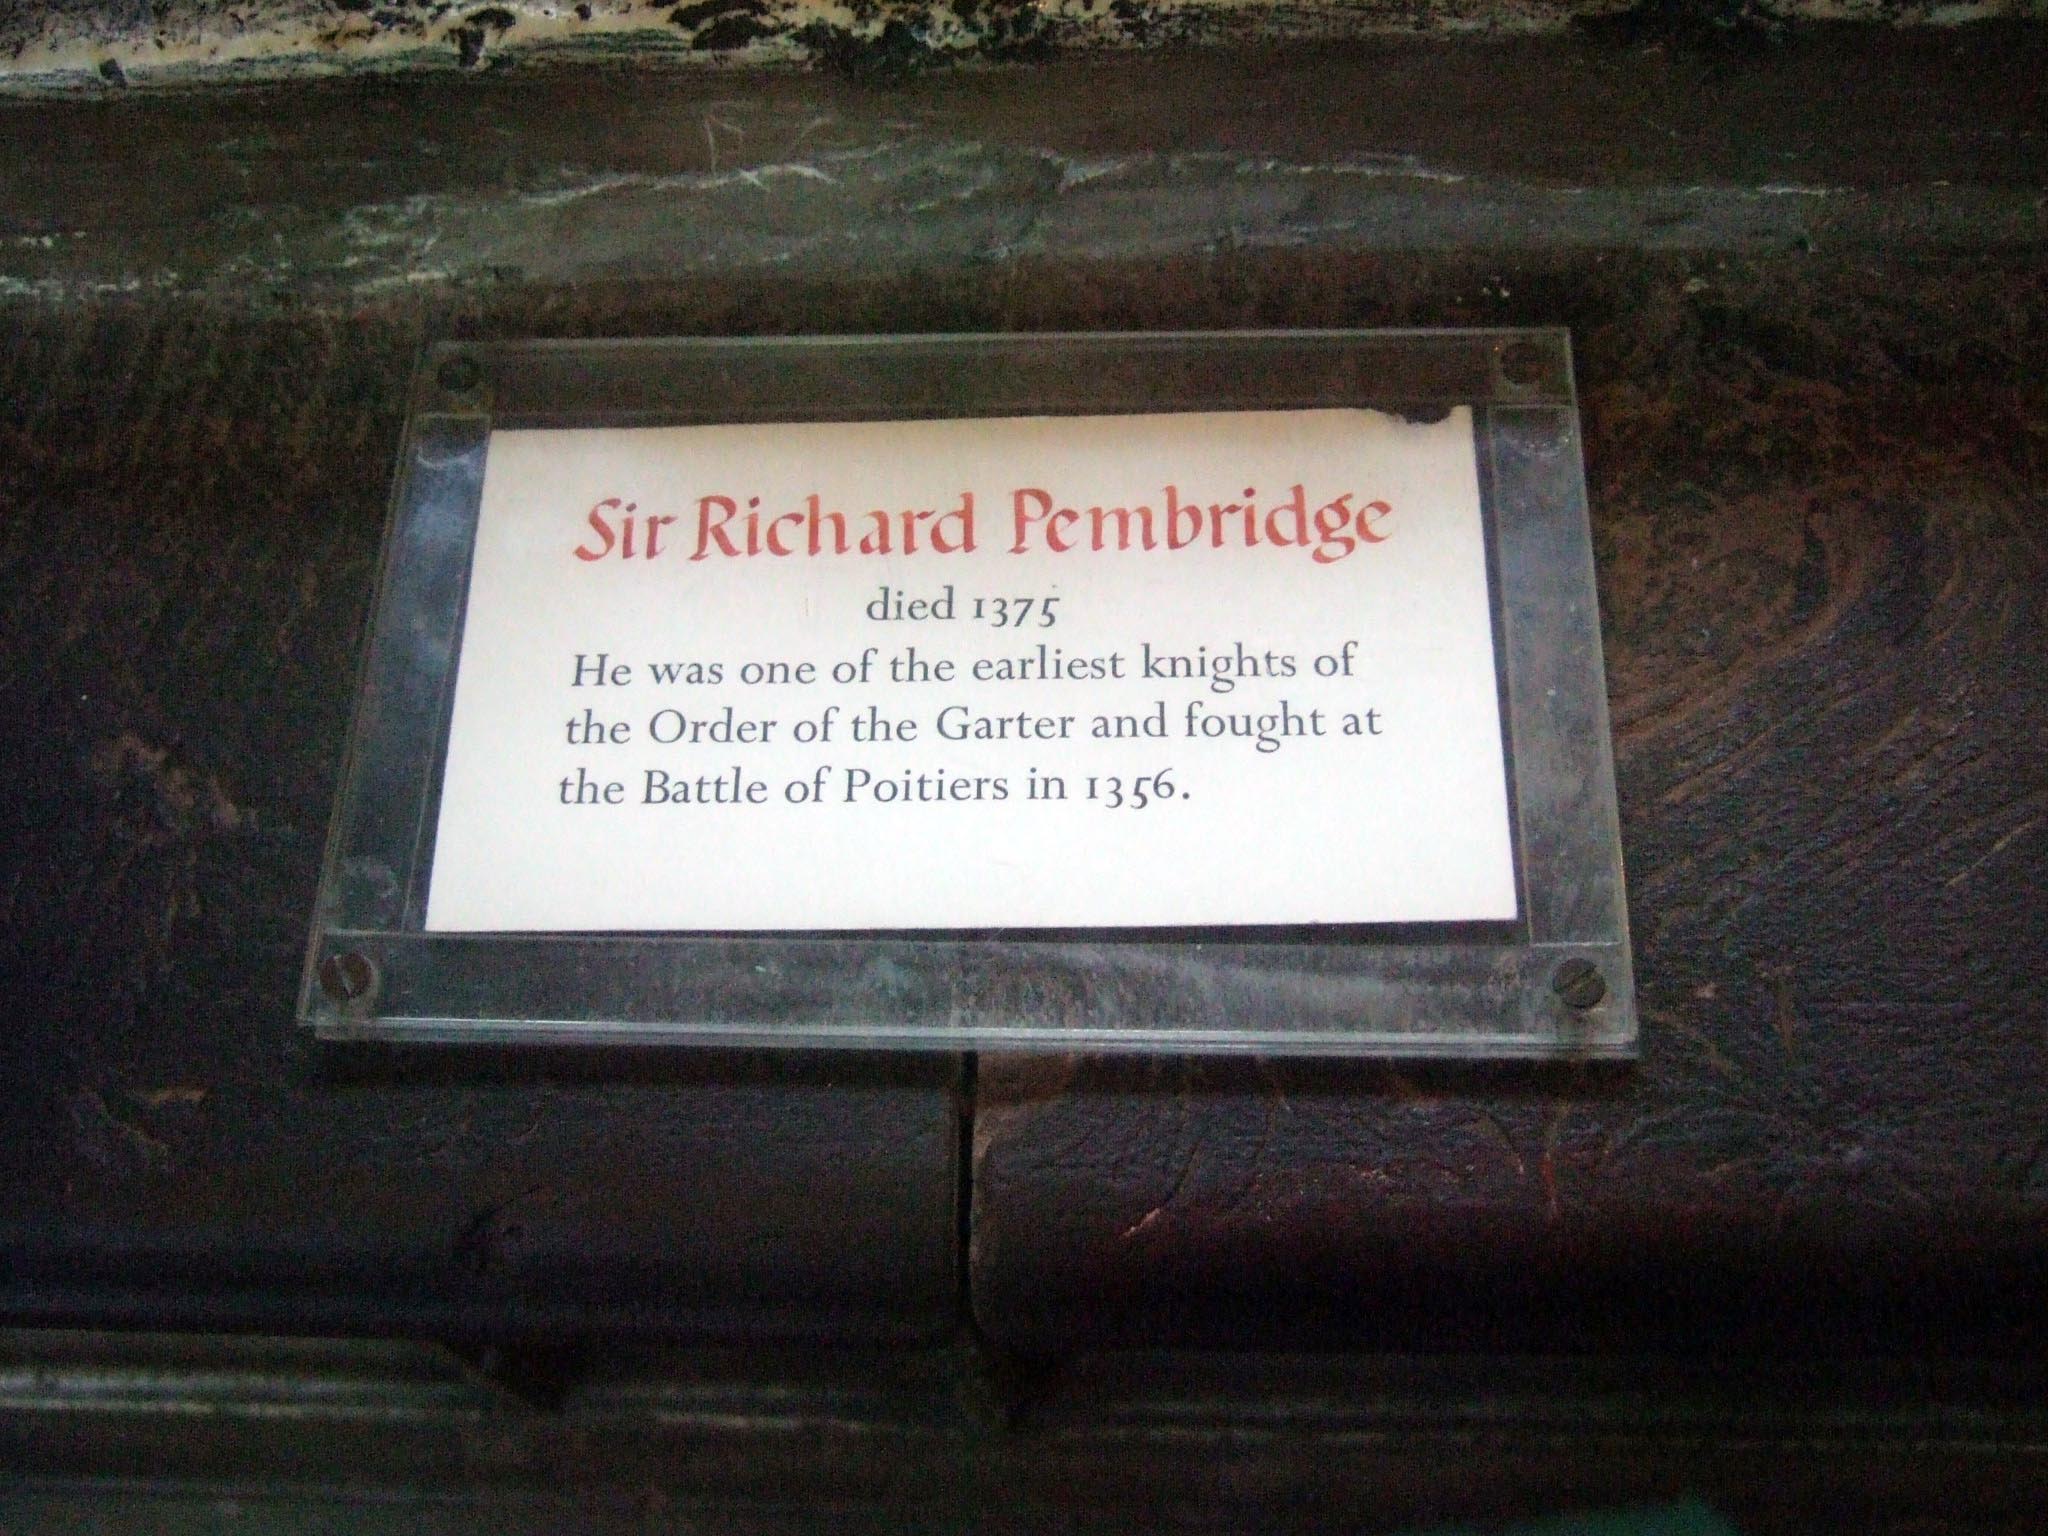 Sir Richard Pembridge
died 1375
He was one of the earliest knights of
the Order of the Garter and fought at
the Battle of Poitiers in 1356.